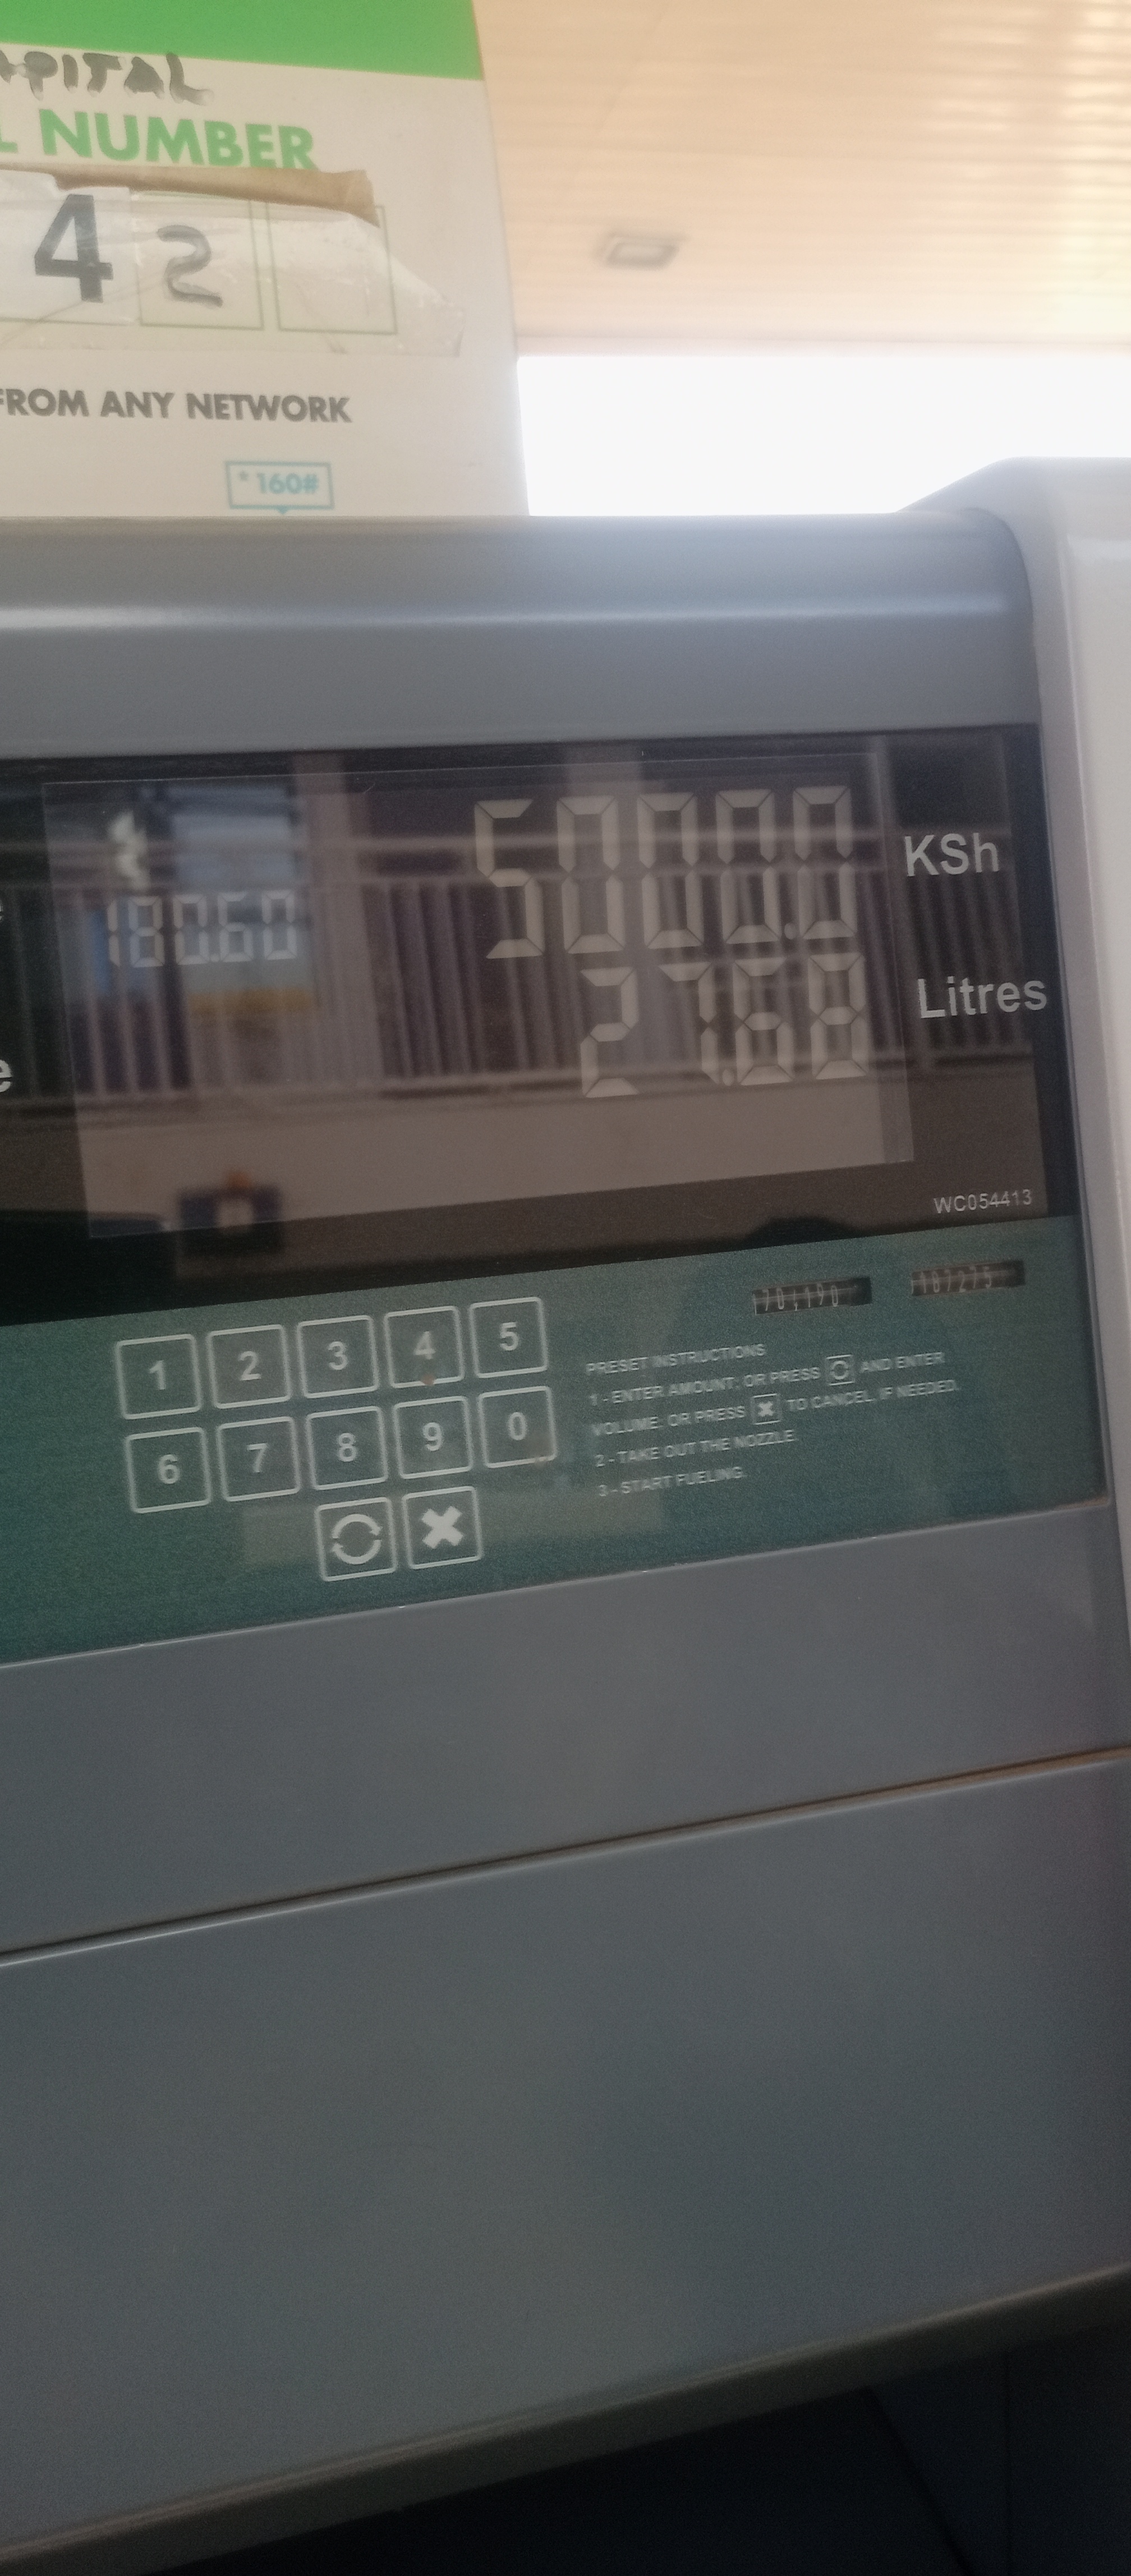 APITAL
L NUMBER
4 2
FROM ANY NETWORK
*160#
5000.0 KSh
180.60
27.68 Litres
WC054413
187275
1 2 3 4 5
6 7 8 9 0
PRESET INSTRUCTIONS
1 - ENTER AMOUNT, OR PRESS AND ENTER
VOLUME, OR PRESS TO CANCEL, IF NEEDED.
2 - TAKE OUT THE NOZZLE.
3 - START FUELING.